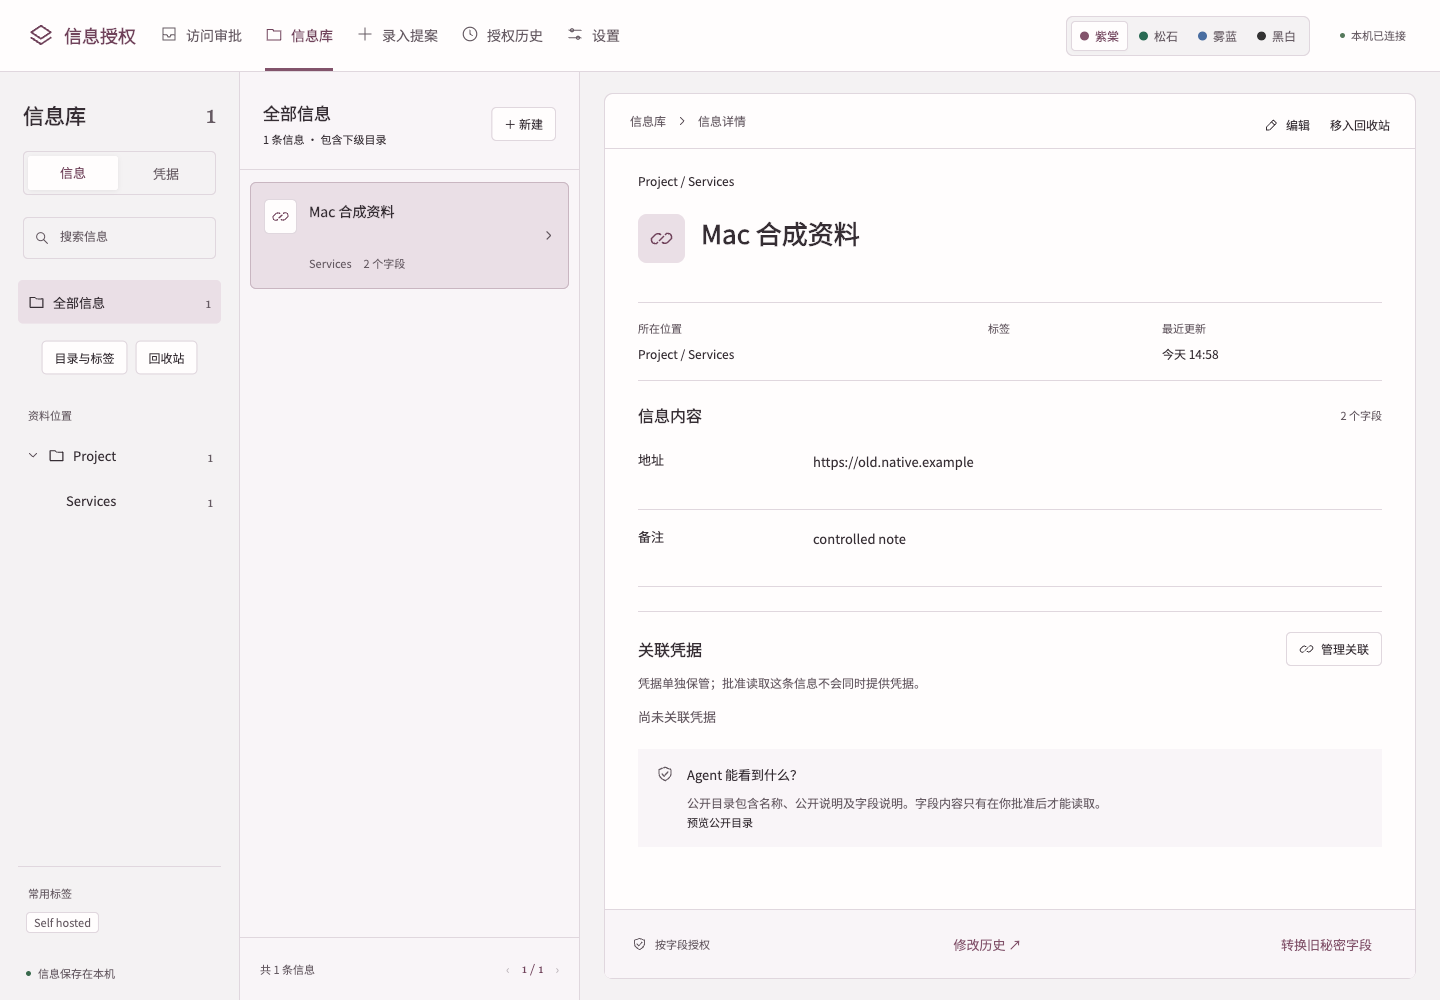 信息授权
访问审批
信息库
录入提案
授权历史
设置
紫棠
松石
雾蓝
黑白
本机已连接
信息库
1
信息
凭据
搜索信息
全部信息
1
目录与标签
回收站
资料位置
Project
1
Services
1
常用标签
Self hosted
信息保存在本机
全部信息
1 条信息 · 包含下级目录
+ 新建
Mac 合成资料
Services 2 个字段
共 1 条信息
‹ 1 / 1 ›
信息库 > 信息详情
编辑
移入回收站
Project / Services
Mac 合成资料
所在位置
标签
最近更新
Project / Services
今天 14:58
信息内容
2 个字段
地址
https://old.native.example
备注
controlled note
关联凭据
管理关联
凭据单独保管；批准读取这条信息不会同时提供凭据。
尚未关联凭据
Agent 能看到什么？
公开目录包含名称、公开说明及字段说明。字段内容只有在你批准后才能读取。
预览公开目录
按字段授权
修改历史 ↗
转换旧秘密字段